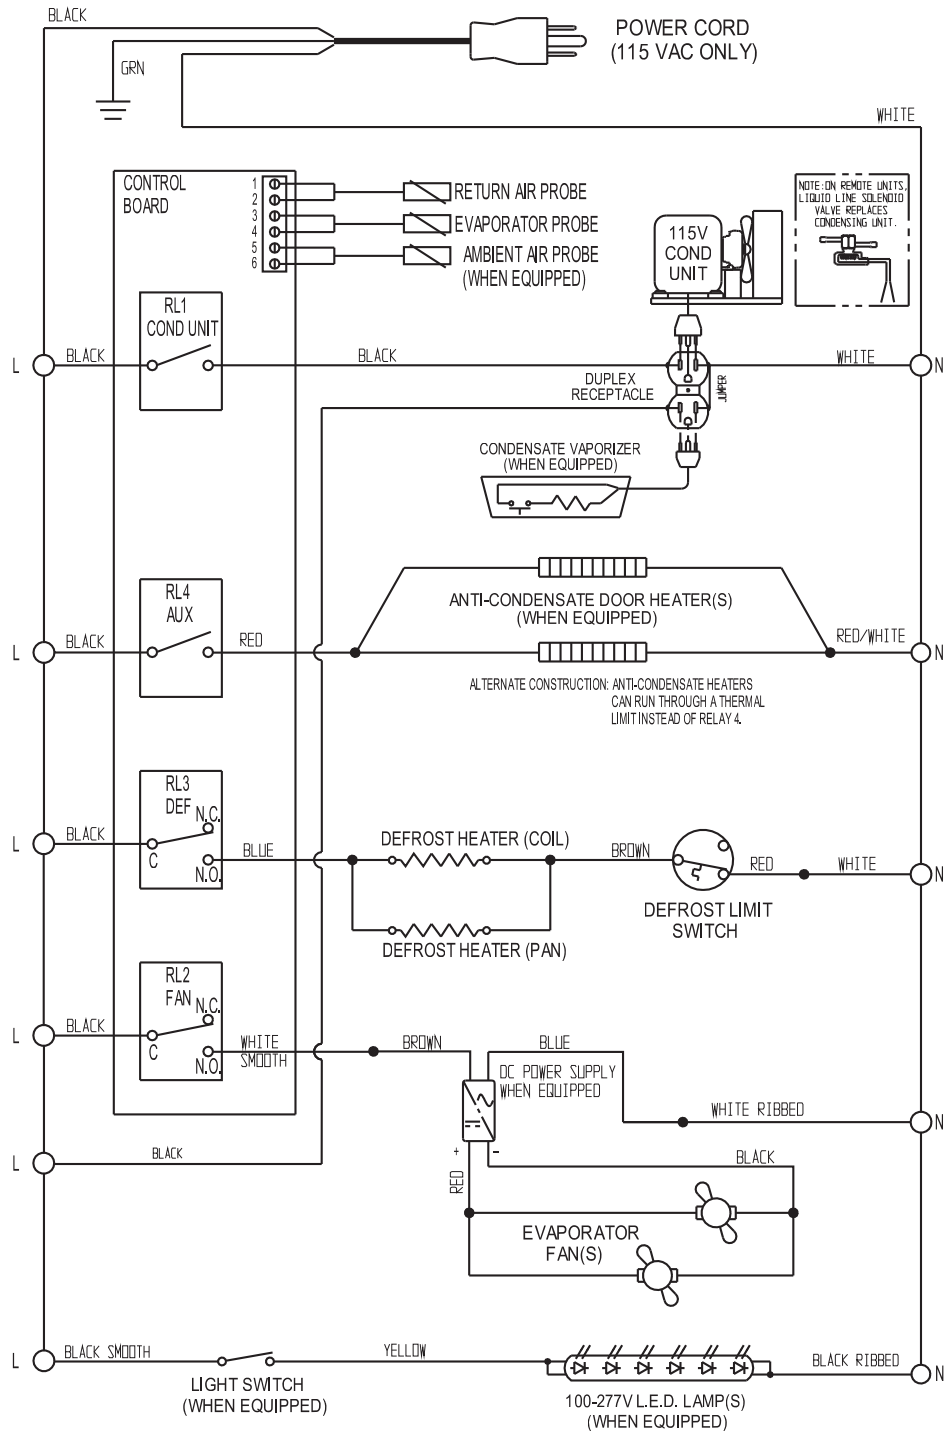 BLACK
POWER CORD
(115 VAC ONLY)
GRN
WHITE
CONTROL
BOARD
1
2
3
4
5
6
RETURN AIR PROBE
EVAPORATOR PROBE
AMBIENT AIR PROBE
(WHEN EQUIPPED)
115V
COND
UNIT
NOTE:ON REMOTE UNITS,
LIQUID LINE SOLENOID
VALVE REPLACES
CONDENSING UNIT.
RL1
COND UNIT
L
BLACK
BLACK
WHITE
N
DUPLEX
RECEPTACLE
JUMPER
CONDENSATE VAPORIZER
(WHEN EQUIPPED)
RL4
AUX
L
BLACK
RED
ANTI-CONDENSATE DOOR HEATER(S)
(WHEN EQUIPPED)
RED/WHITE
N
ALTERNATE CONSTRUCTION: ANTI-CONDENSATE HEATERS
CAN RUN THROUGH A THERMAL
LIMIT INSTEAD OF RELAY 4.
RL3
DEF
N.C.
L
BLACK
C
N.O.
BLUE
DEFROST HEATER (COIL)
BROWN
RED
WHITE
N
DEFROST LIMIT
SWITCH
DEFROST HEATER (PAN)
RL2
FAN
N.C.
L
BLACK
C
N.O.
WHITE
SMOOTH
BROWN
BLUE
DC POWER SUPPLY
WHEN EQUIPPED
WHITE RIBBED
N
L
BLACK
+
-
RED
BLACK
EVAPORATOR
FAN(S)
L
BLACK SMOOTH
YELLOW
BLACK RIBBED
N
LIGHT SWITCH
(WHEN EQUIPPED)
100-277V L.E.D. LAMP(S)
(WHEN EQUIPPED)